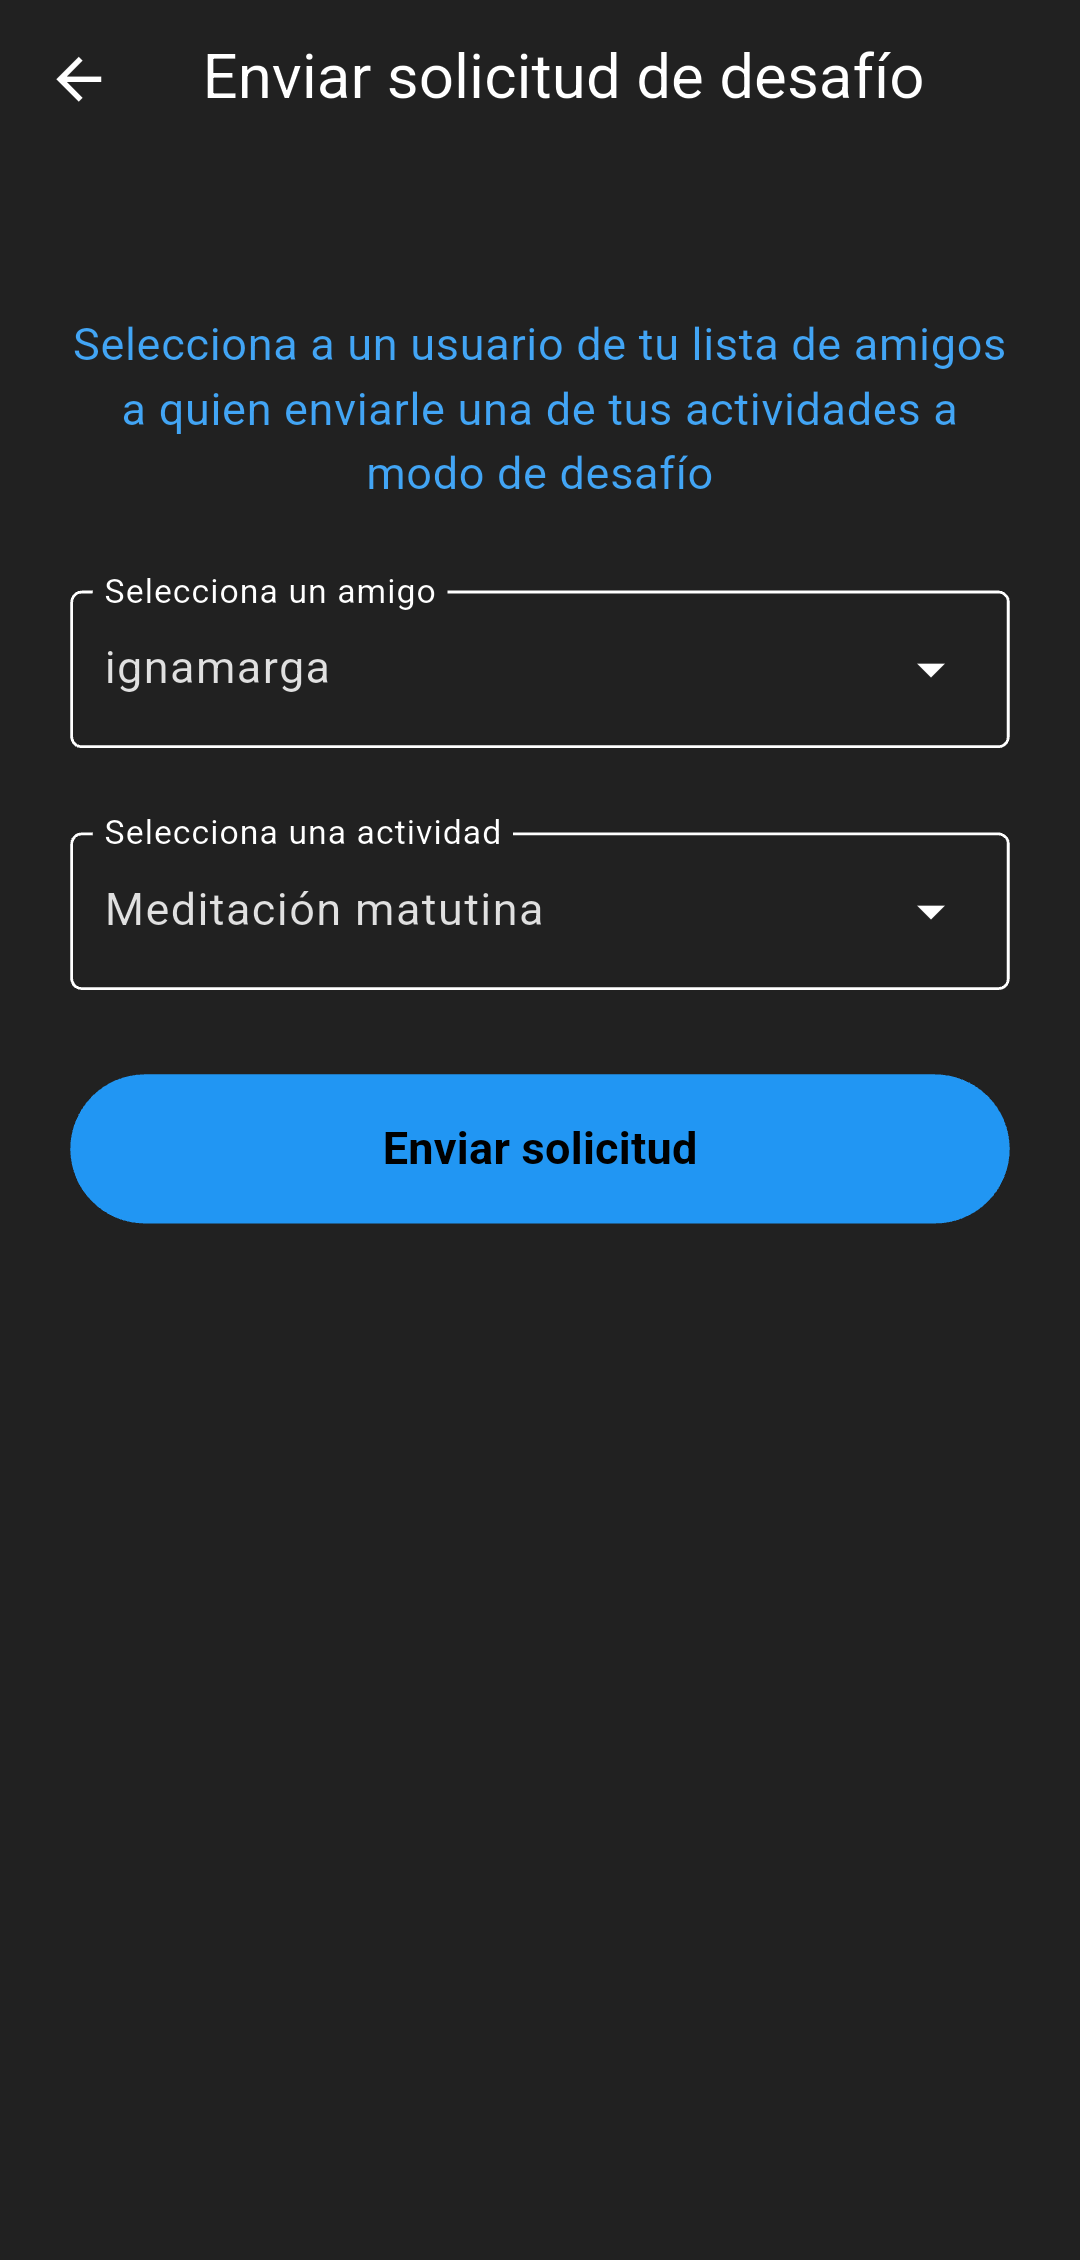 Enviar solicitud de desafío
Selecciona a un usuario de tu lista de amigos
a quien enviarle una de tus actividades a
modo de desafío
Selecciona un amigo
ignamarga
Selecciona una actividad
Meditación matutina
Enviar solicitud